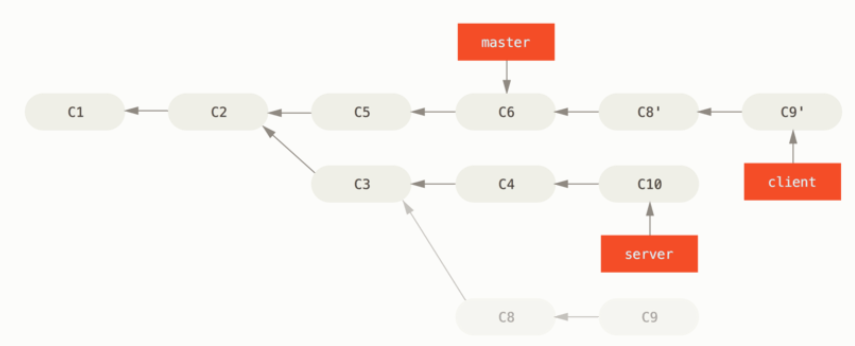 master
C1 C2 C5 C6 C8' C9'
C3 C4 C10 client
server
C8 C9